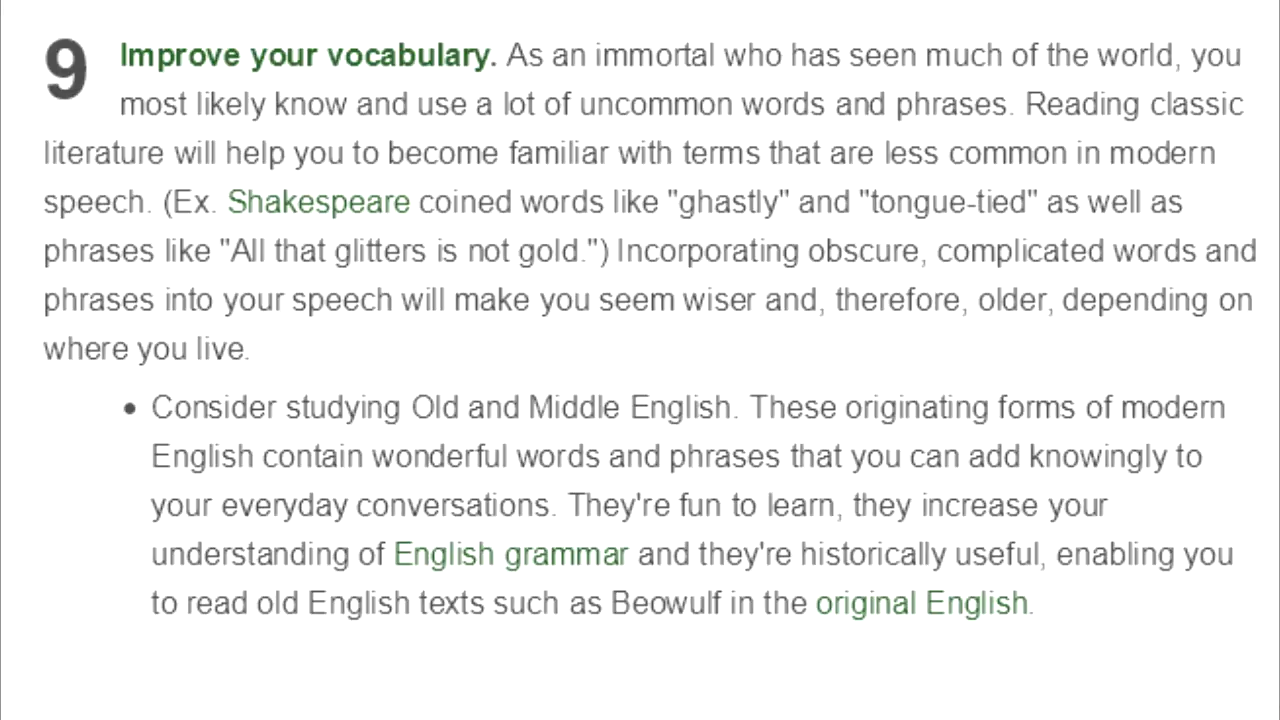 9 Improve your vocabulary. As an immortal who has seen much of the world, you
most likely know and use a lot of uncommon words and phrases. Reading classic
literature will help you to become familiar with terms that are less common in modern
speech. (Ex. Shakespeare coined words like "ghastly" and "tongue-tied" as well as
phrases like "All that glitters is not gold.") Incorporating obscure, complicated words and
phrases into your speech will make you seem wiser and, therefore, older, depending on
where you live.
• Consider studying Old and Middle English. These originating forms of modern
English contain wonderful words and phrases that you can add knowingly to
your everyday conversations. They're fun to learn, they increase your
understanding of English grammar and they're historically useful, enabling you
to read old English texts such as Beowulf in the original English.